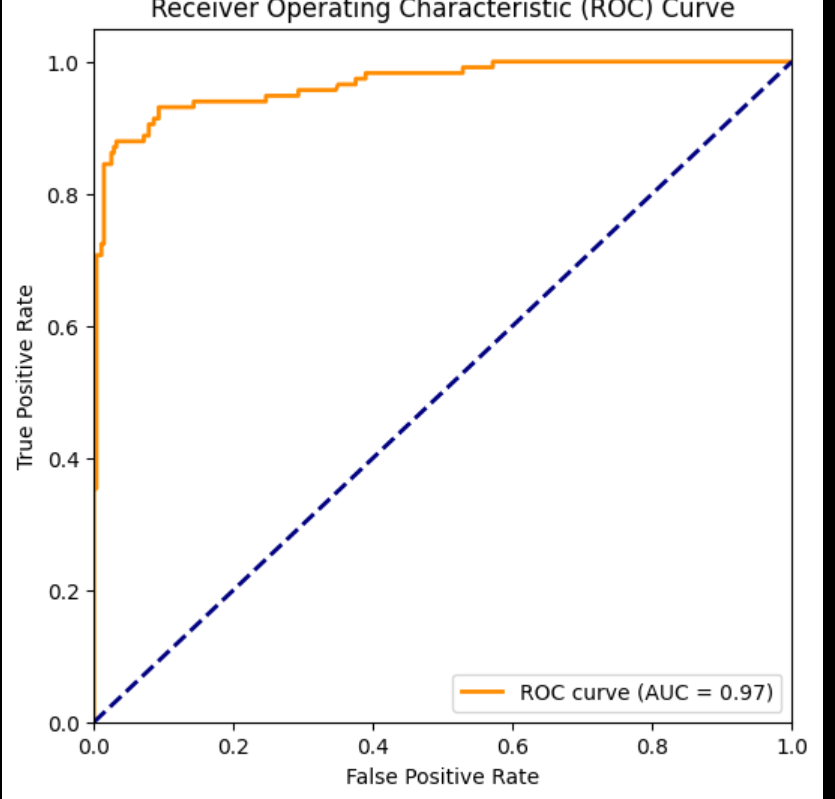 Receiver Operating Characteristic (ROC) Curve
1.0
0.8
0.6
0.4
0.2
0.0
True Positive Rate
ROC curve (AUC = 0.97)
0.0 0.2 0.4 0.6 0.8 1.0
False Positive Rate